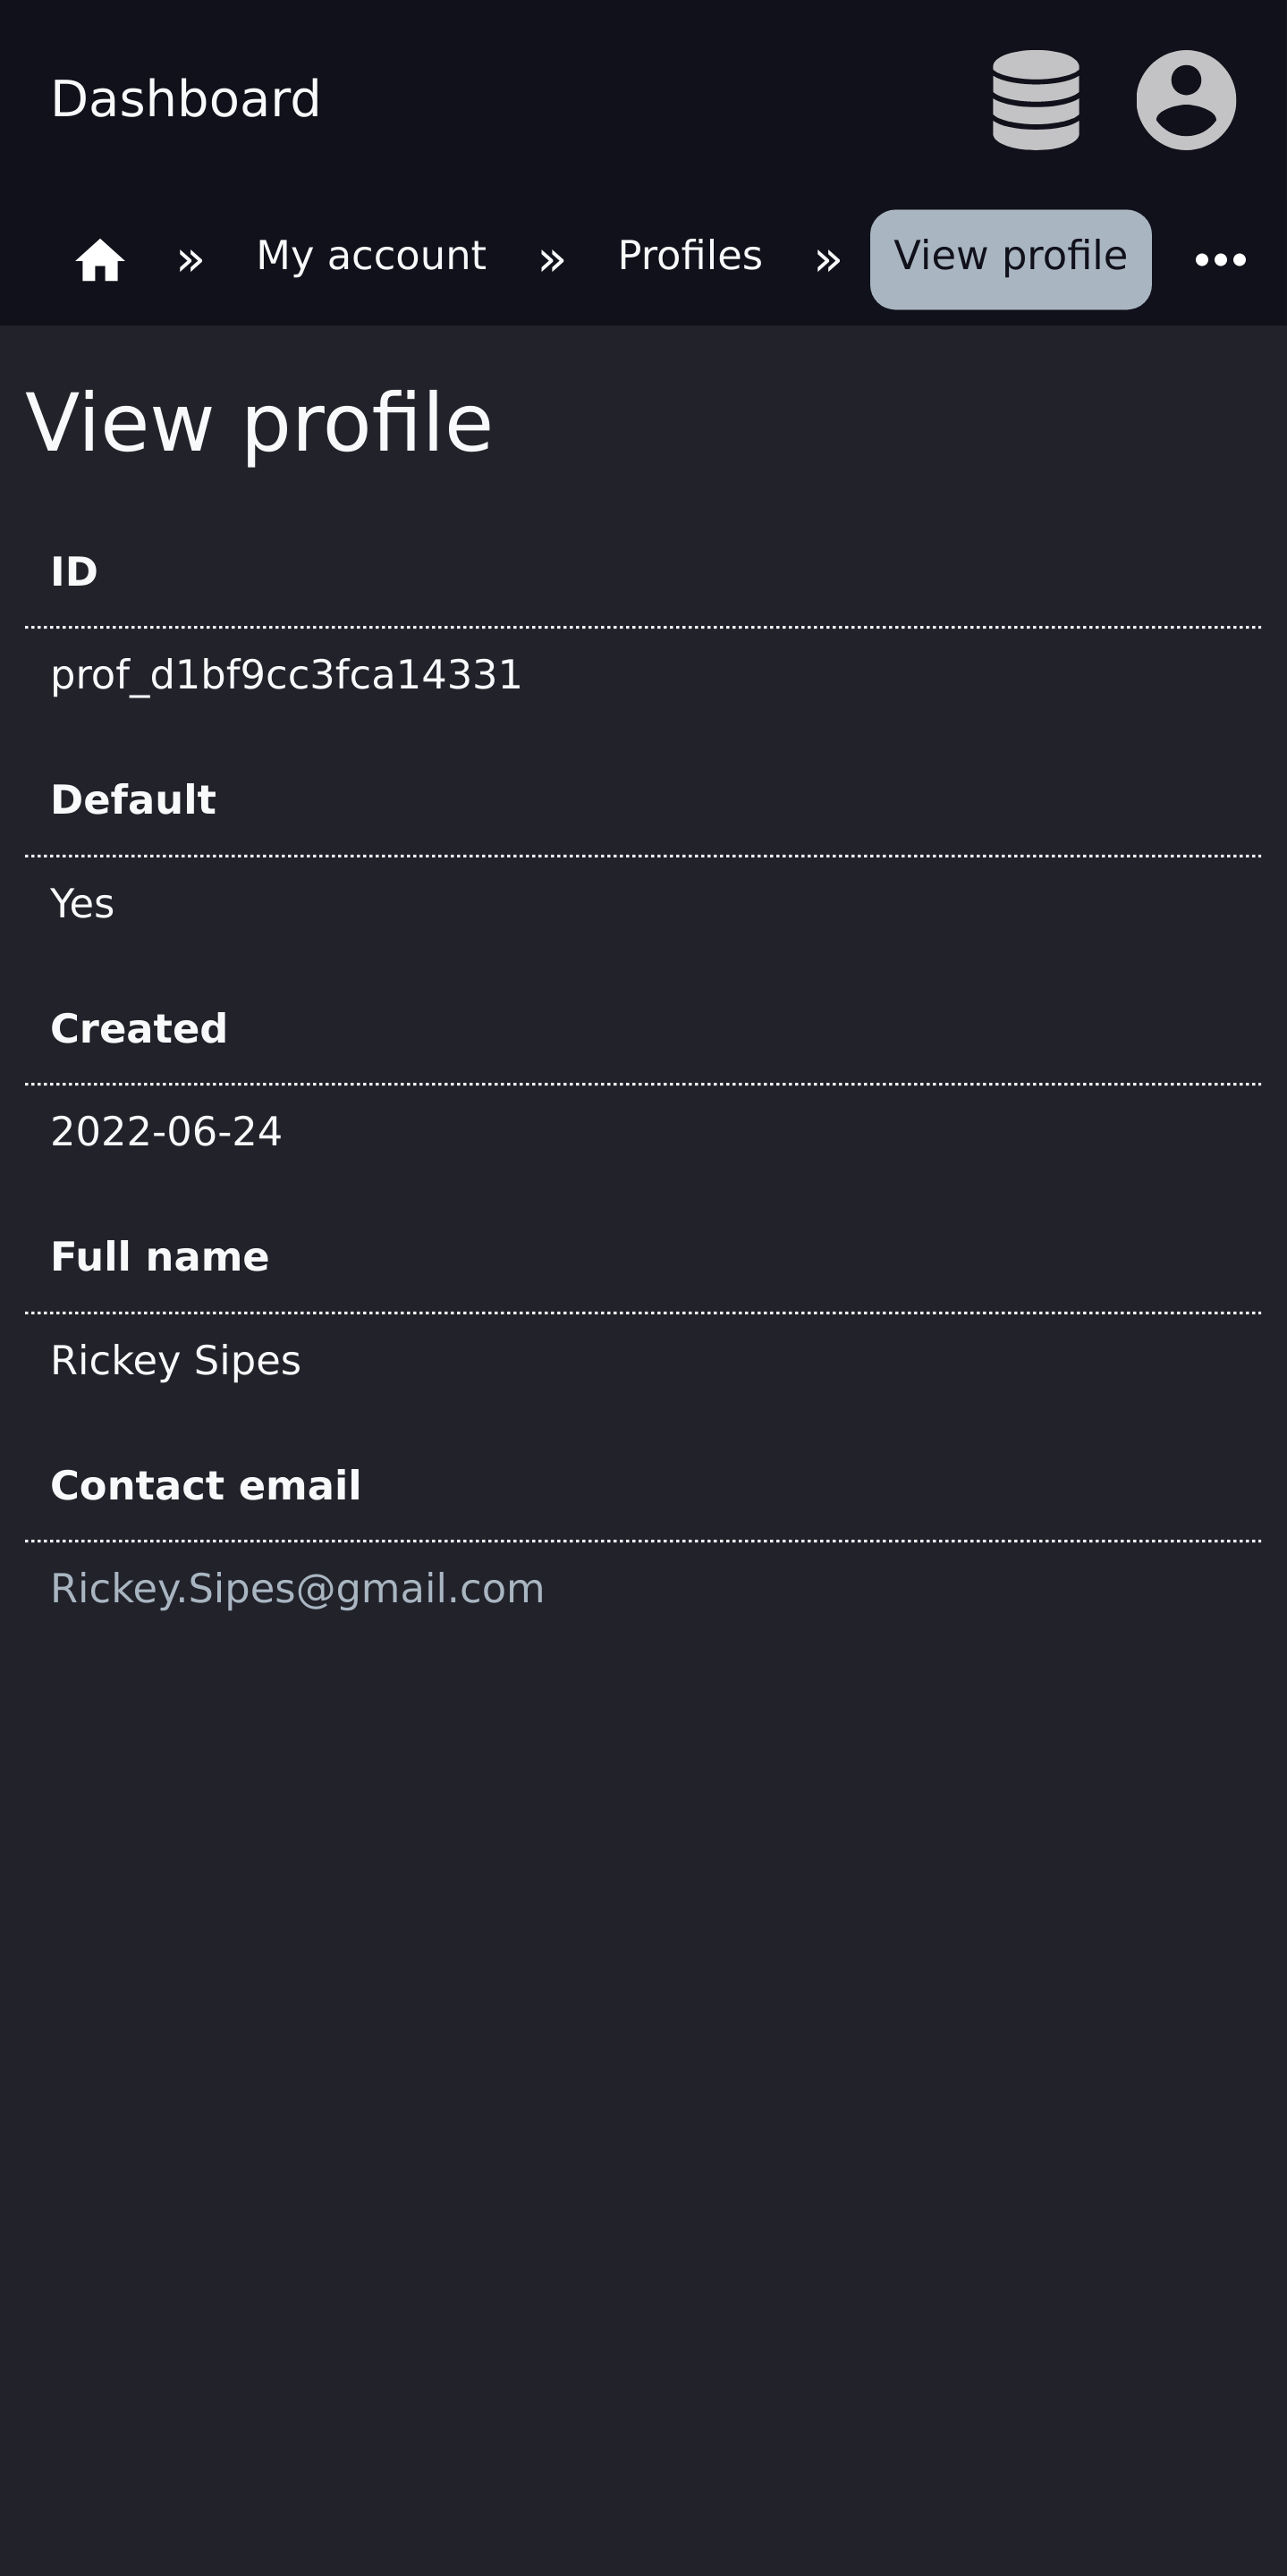 Dashboard
» My account » Profiles » View profile
View profile
ID
prof_d1bf9cc3fca14331
Default
Yes
Created
2022-06-24
Full name
Rickey Sipes
Contact email
Rickey.Sipes@gmail.com